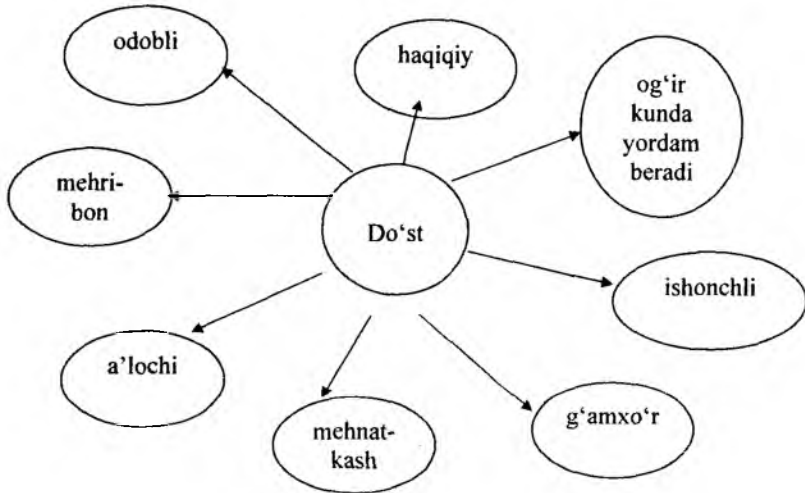 odobli
haqiqiy
og‘ir
kunda
yordam
beradi
mehri-
bon
Do‘st
ishonchli
a’lochi
mehnat-
kash
g‘amxo‘r